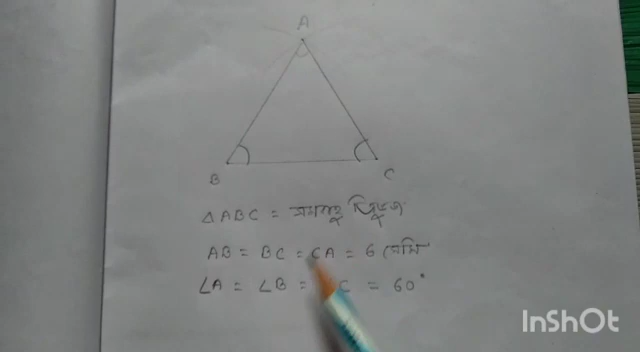 A
B
C
△ABC = সমবাহু ত্রিভুজ
AB = BC = CA = 6 সেমি
∠A = ∠B = C = 60°
InShOt